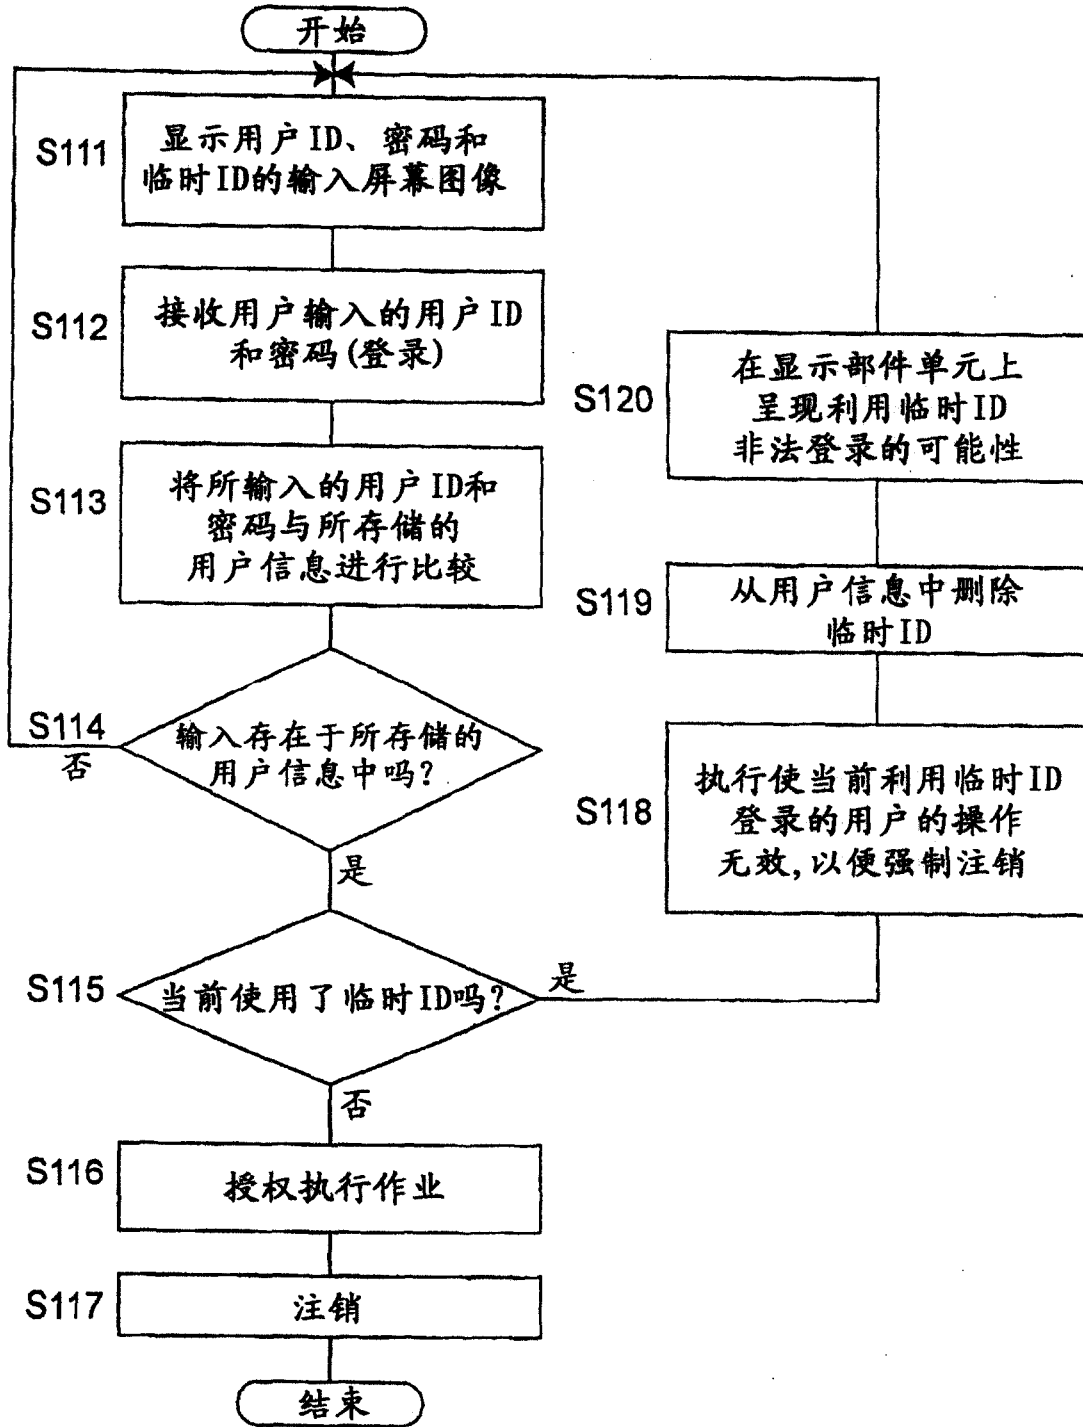 开始
S111
显示用户ID、密码和
临时ID的输入屏幕图像
S112
接收用户输入的用户ID
和密码(登录)
S113
将所输入的用户ID和
密码与所存储的
用户信息进行比较
S114
否
输入存在于所存储的
用户信息中吗?
是
S115
当前使用了临时ID吗?
是
否
S116
授权执行作业
S117
注销
结束
S120
在显示部件单元上
呈现利用临时ID
非法登录的可能性
S119
从用户信息中删除
临时ID
S118
执行使当前利用临时ID
登录的用户的操作
无效,以便强制注销